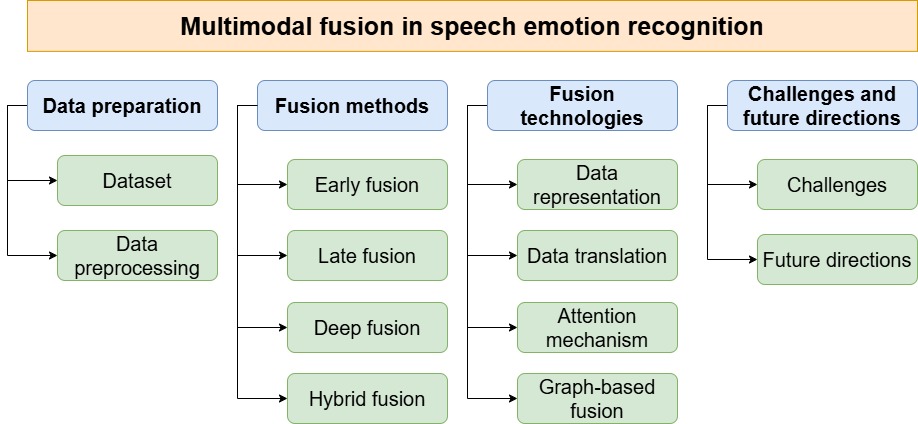 Multimodal fusion in speech emotion recognition
Data preparation
Dataset
Data
preprocessing
Fusion methods
Early fusion
Late fusion
Deep fusion
Hybrid fusion
Fusion
technologies
Data
representation
Data translation
Attention
mechanism
Graph-based
fusion
Challenges and
future directions
Challenges
Future directions